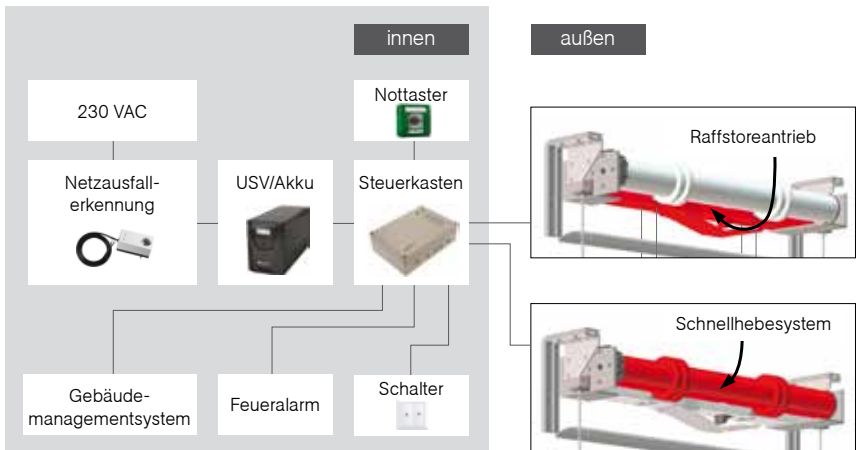 innen
außen
230 VAC
Nottaster
Raffstoreantrieb
Netzausfall-
erkennung
USV/Akku
Steuerkasten
Schnellhebesystem
Gebäude-
managementsystem
Feueralarm
Schalter